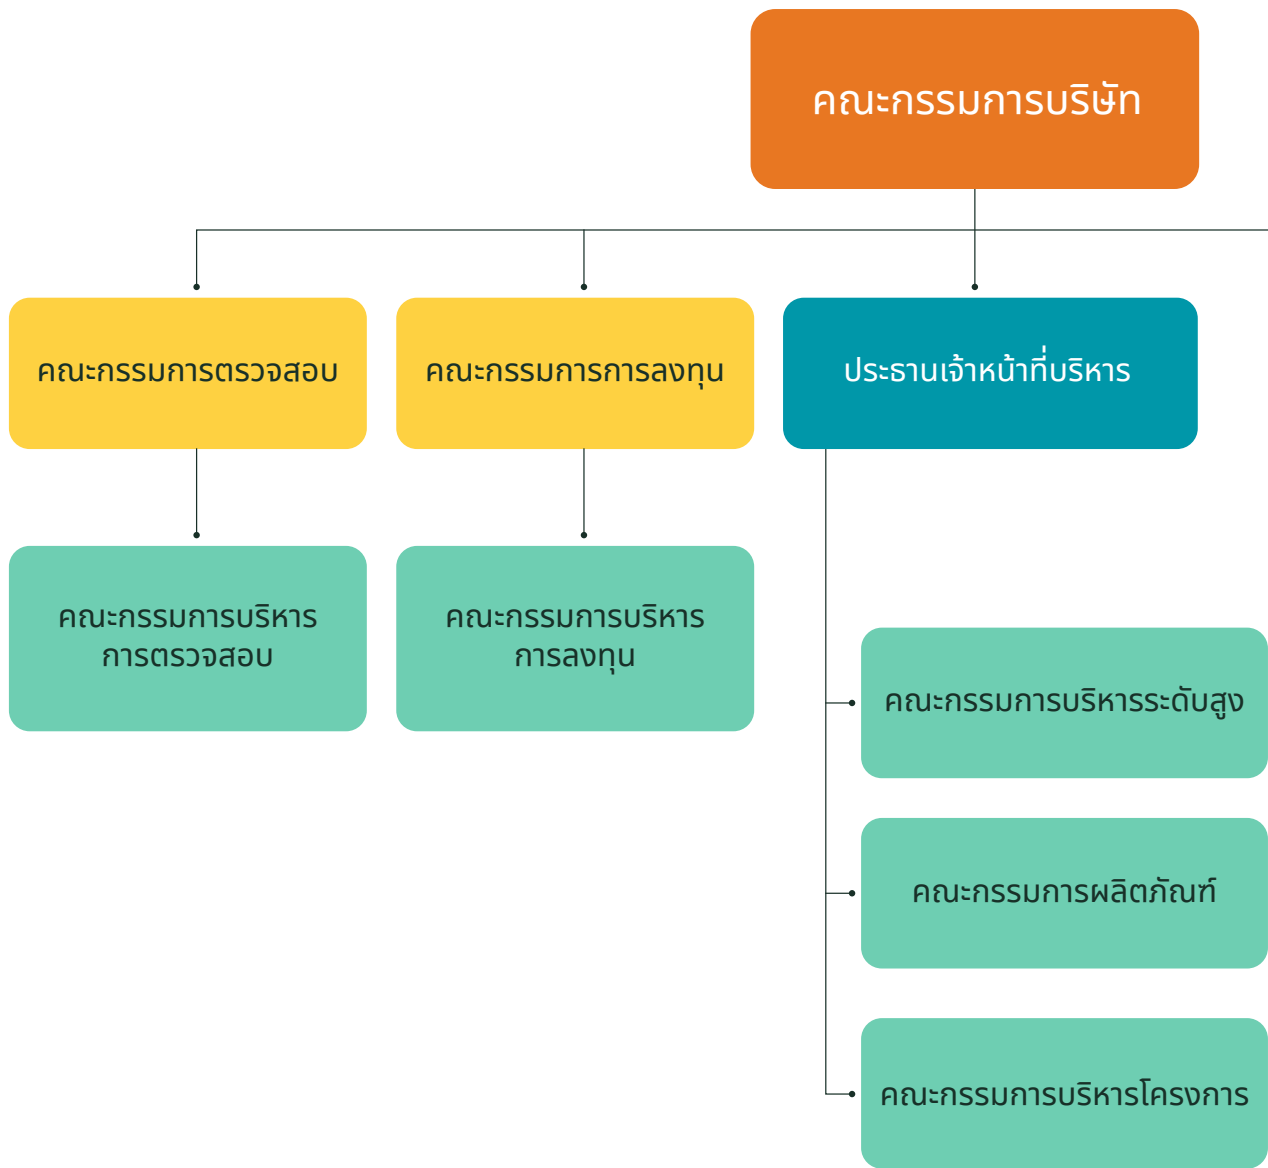 คณะกรรมการบริษัท
คณะกรรมการตรวจสอบ
คณะกรรมการการลงทุน
ประธานเจ้าหน้าที่บริหาร
คณะกรรมการบริหาร
การตรวจสอบ
คณะกรรมการบริหาร
การลงทุน
คณะกรรมการบริหารระดับสูง
คณะกรรมการผลิตภัณฑ์
คณะกรรมการบริหารโครงการ